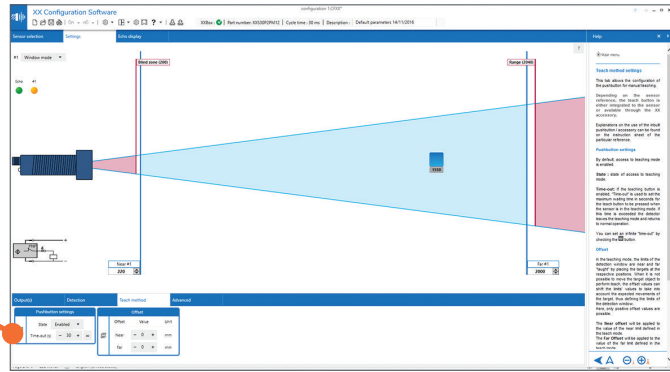 XX Configuration Software
configuration 1(XXX)*
XXBox -
Part number: XXS30P2PM12 | Cycle time : 30 ms | Description : Default parameters 14/11/2016
Sensor selection
Settings
Echo display
Help
#1 Window mode
?
Blind zone (200)
Range (2040)
Echo #1
1550
Near #1
220
Far #1
2000
Output(s)
Detection
Teach method
Advanced
Pushbutton settings
State Enabled
Time-out (s) - 30 + ∞
Offset
Offset Value Unit
Near - 0 + mm
Far - 0 + mm
Main menu
Teach method settings
This tab allows the configuration of
the pushbutton for manual teaching.
Depending on the sensor
reference, the teach button is
either integrated to the sensor
or available through the XX
accessory.
Explanations on the use of the inbuilt
pushbutton / accessory can be found
on the instruction sheet of the
particular reference.
Pushbutton settings
By default, access to teaching mode
is enabled.
State : state of access to teaching
mode.
Time-out: If the teaching button is
enabled, "Time-out" is used to set the
maximum waiting time in seconds for
the teach button to be pressed when
the sensor is in the teaching mode. If
this time is exceeded the detector
leaves the teaching mode and returns
to normal operation.
You can set an infinite "time-out" by
checking the button.
Offset
In the teaching mode, the limits of the
detection window are near and far
"taught" by placing the targets at the
respective positions. When it is not
possible to move the target object to
perform teach, the offset values can
shift the limits' values to take into
account the expected movements of
the target, thus defining the limits of
the detection window.
Here, only positive offset values are
possible.
The Near offset will be applied to
the value of the near limit defined in
the teach mode.
The Far Offset will be applied to the
value of the far limit defined in the
teach mode.